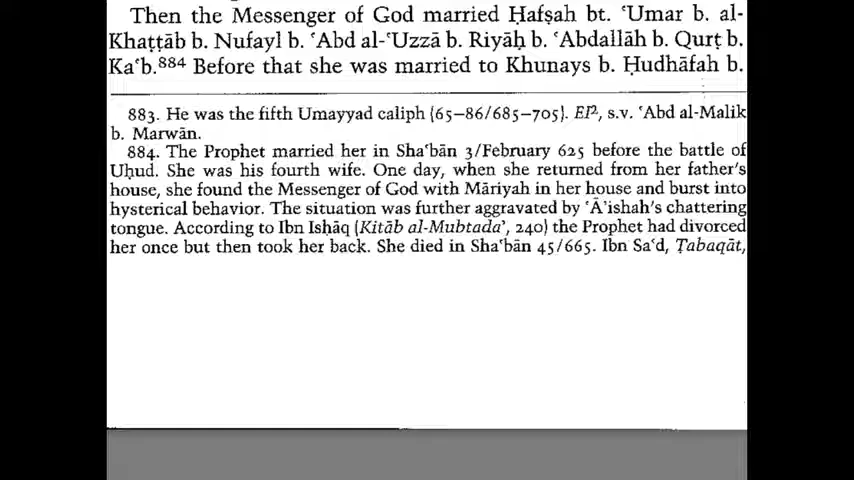 Then the Messenger of God married Ḥafṣah bt. ʿUmar b. al-
Khaṭṭāb b. Nufayl b. ʿAbd al-ʿUzzā b. Riyāḥ b. ʿAbdallāh b. Qurṭ b.
Kaʿb.⁸⁸⁴ Before that she was married to Khunays b. Ḥudhāfah b.
883. He was the fifth Umayyad caliph (65–86/685–705). EI², s.v. ʿAbd al-Malik
b. Marwān.
884. The Prophet married her in Shaʿbān 3/February 625 before the battle of
Uḥud. She was his fourth wife. One day, when she returned from her father's
house, she found the Messenger of God with Māriyah in her house and burst into
hysterical behavior. The situation was further aggravated by ʿĀʾishah's chattering
tongue. According to Ibn Isḥāq (Kitāb al-Mubtadaʾ, 240) the Prophet had divorced
her once but then took her back. She died in Shaʿbān 45/665. Ibn Saʿd, Ṭabaqāt,